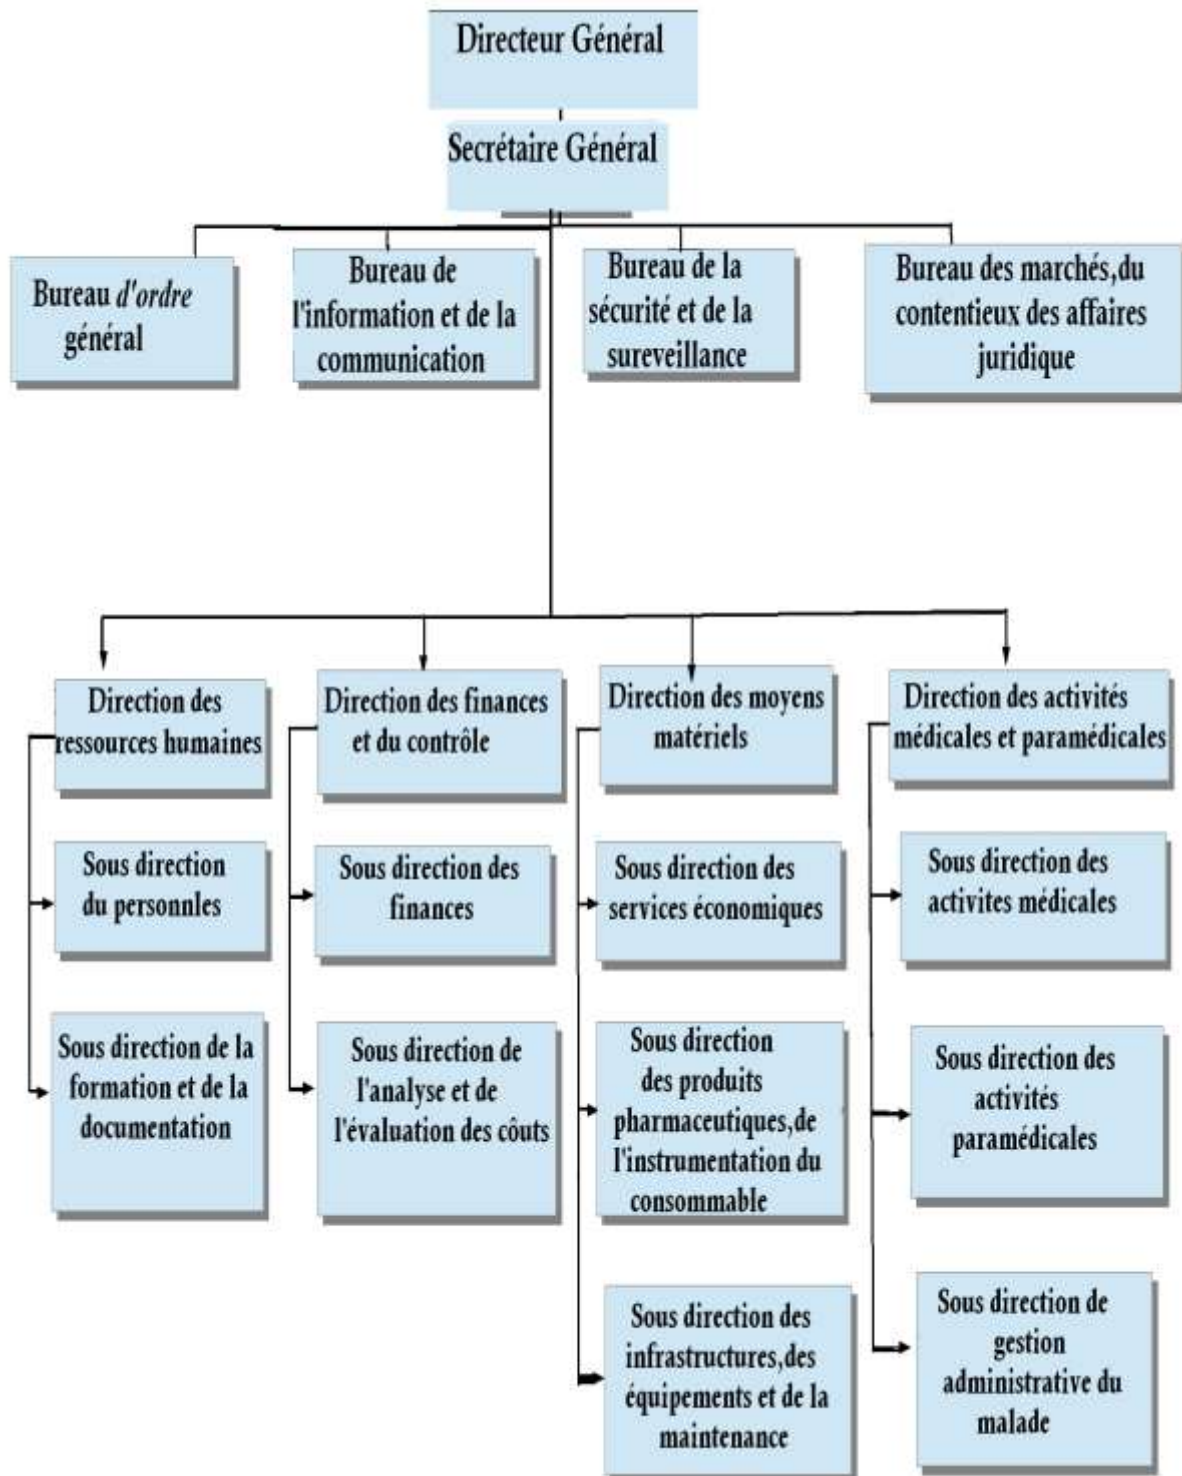 Directeur Général
Secrétaire Général
Bureau d'ordre
général
Bureau de
l'information et de la
communication
Bureau de la
sécurité et de la
sureveillance
Bureau des marchés,du
contentieux des affaires
juridique
Direction des
ressources humaines
Direction des finances
et du contrôle
Direction des moyens
matériels
Direction des activités
médicales et paramédicales
Sous direction
du personnles
Sous direction des
finances
Sous direction des
services économiques
Sous direction des
activites médicales
Sous direction de la
formation et de la
documentation
Sous direction de
l'analyse et de
l'évaluation des côuts
Sous direction
des produits
pharmaceutiques,de
l'instrumentation du
consommable
Sous direction des
activités
paramédicales
Sous direction des
infrastructures,des
équipements et de la
maintenance
Sous direction de
gestion
administrative du
malade